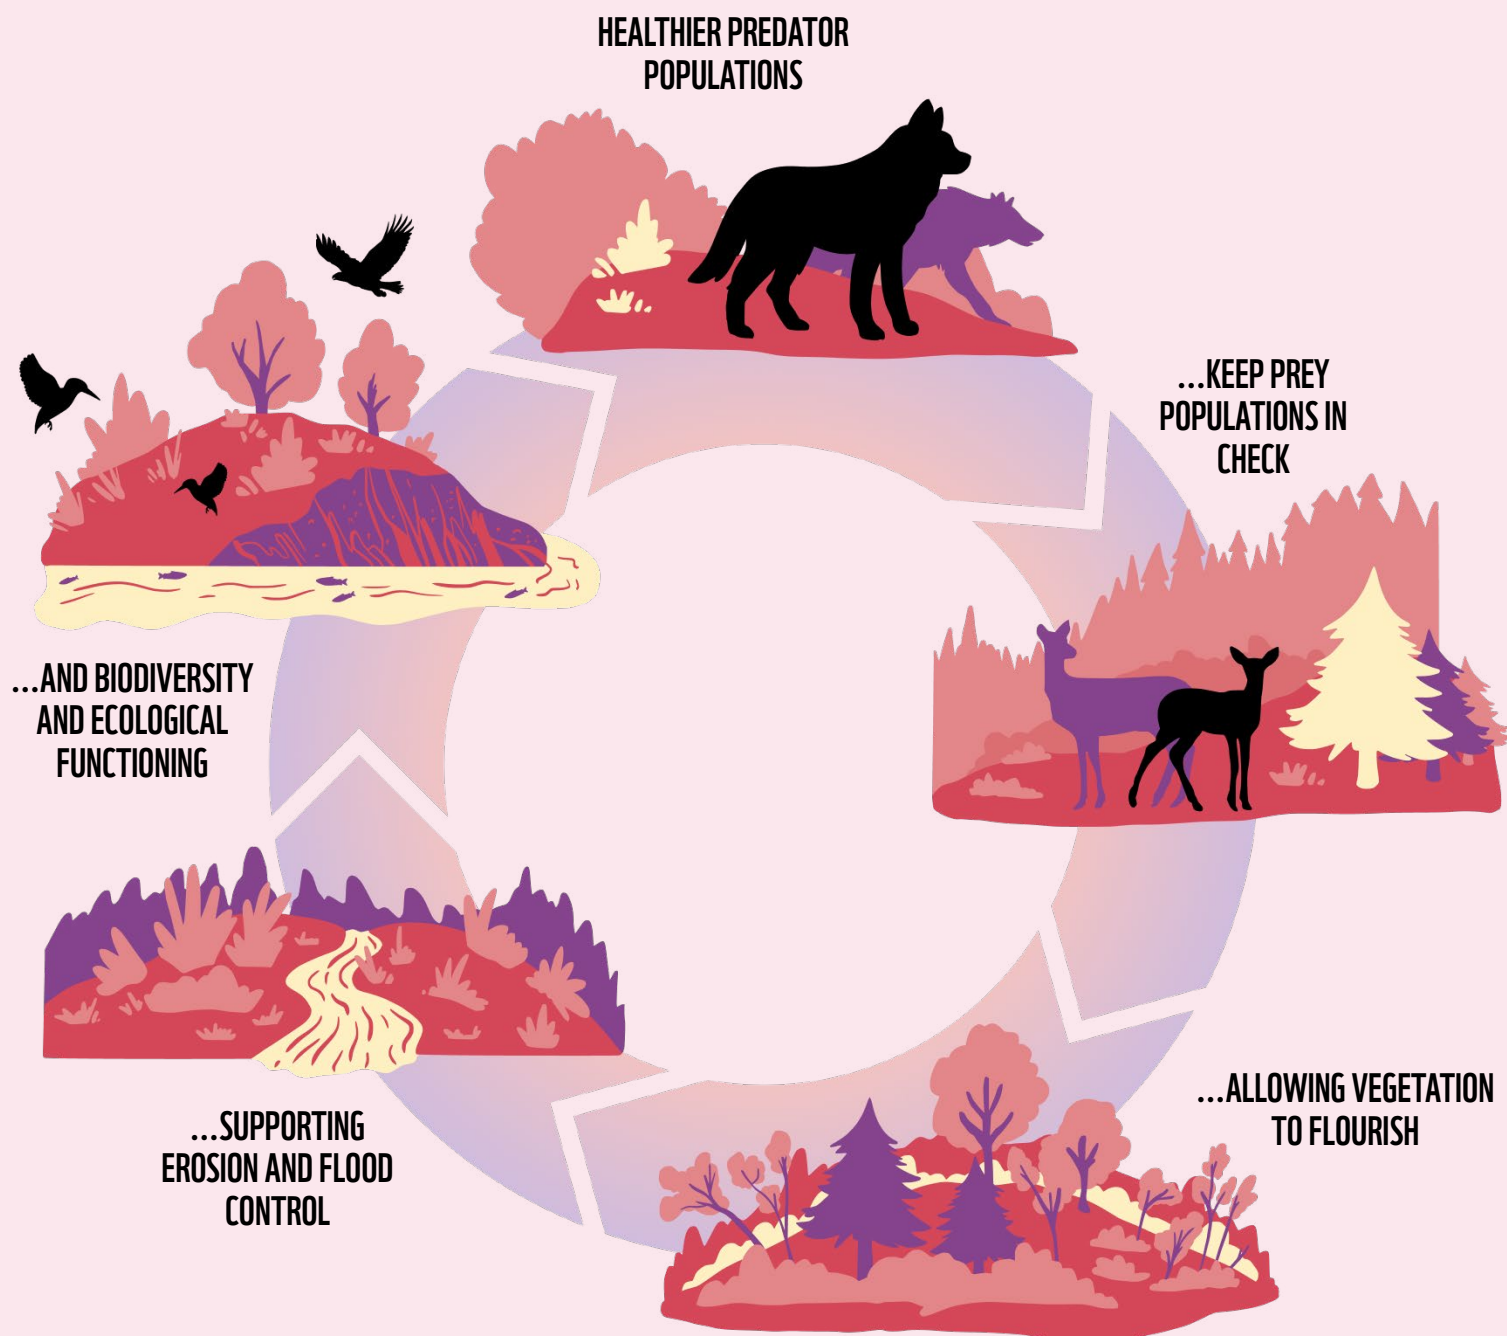 HEALTHIER PREDATOR
POPULATIONS
...KEEP PREY
POPULATIONS IN
CHECK
...ALLOWING VEGETATION
TO FLOURISH
...SUPPORTING
EROSION AND FLOOD
CONTROL
...AND BIODIVERSITY
AND ECOLOGICAL
FUNCTIONING